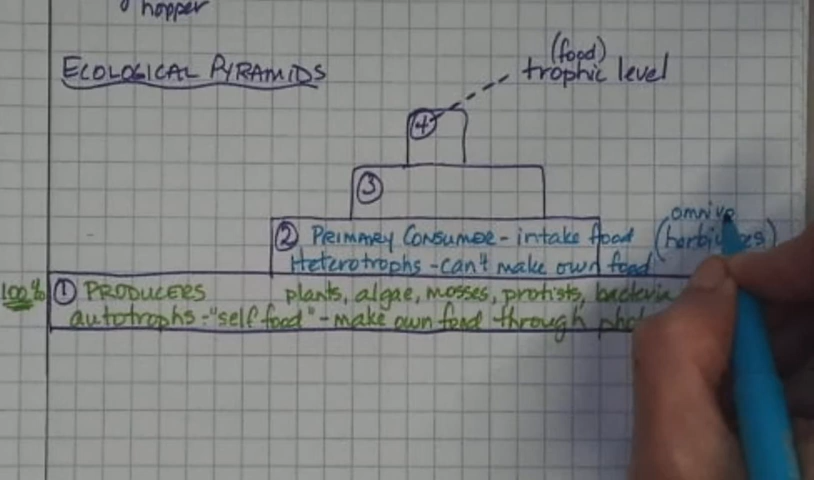 hopper
ECOLOGICAL PYRAMIDS
(food)
trophic level
4
3
omnivo
2 PRIMARY CONSUMER - intake food (herbivores)
Heterotrophs - can't make own food
100% 1 PRODUCERS plants, algae, mosses, protists, bacteria
autotrophs - "self food" - make own food through pho